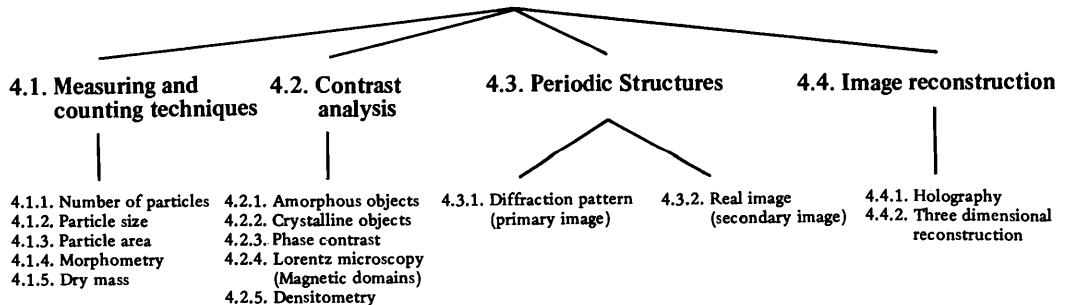 4.1. Measuring and
counting techniques
4.2. Contrast
analysis
4.3. Periodic Structures
4.4. Image reconstruction
4.1.1. Number of particles
4.1.2. Particle size
4.1.3. Particle area
4.1.4. Morphometry
4.1.5. Dry mass
4.2.1. Amorphous objects
4.2.2. Crystalline objects
4.2.3. Phase contrast
4.2.4. Lorentz microscopy
(Magnetic domains)
4.2.5. Densitometry
4.3.1. Diffraction pattern
(primary image)
4.3.2. Real image
(secondary image)
4.4.1. Holography
4.4.2. Three dimensional
reconstruction